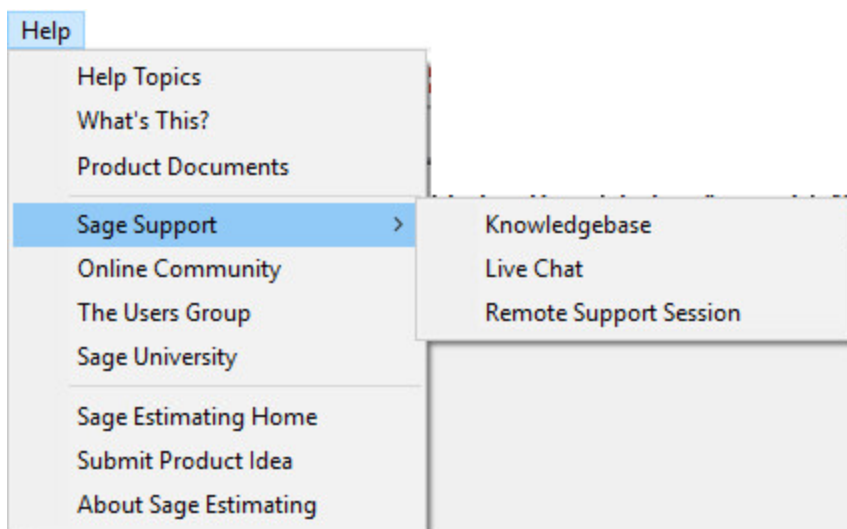 Help
Help Topics
What's This?
Product Documents
Sage Support
Knowledgebase
Live Chat
Remote Support Session
Online Community
The Users Group
Sage University
Sage Estimating Home
Submit Product Idea
About Sage Estimating